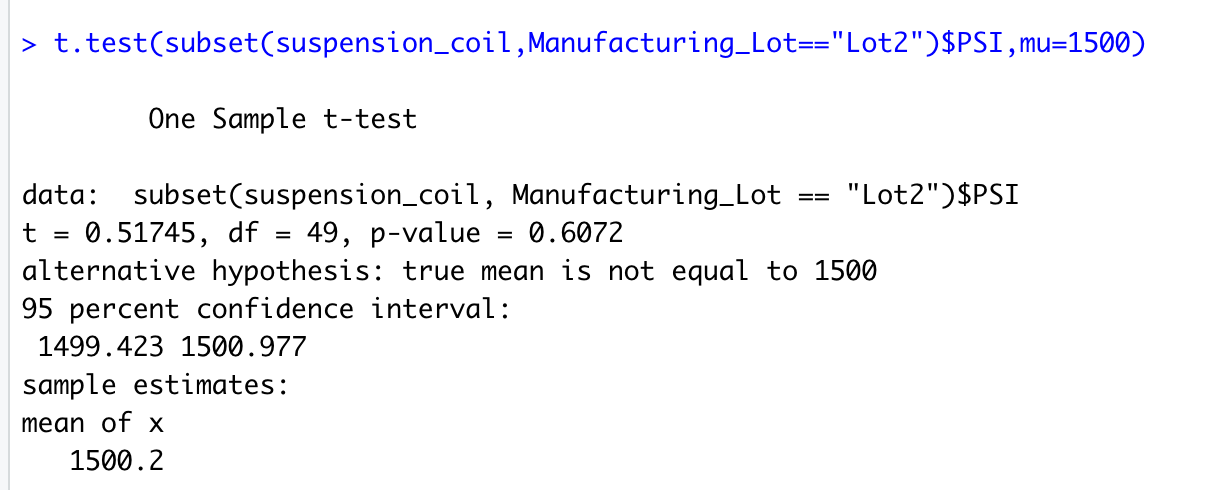 > t.test(subset(suspension_coil,Manufacturing_Lot=="Lot2")$PSI,mu=1500)
One Sample t-test
data:  subset(suspension_coil, Manufacturing_Lot == "Lot2")$PSI
t = 0.51745, df = 49, p-value = 0.6072
alternative hypothesis: true mean is not equal to 1500
95 percent confidence interval:
1499.423 1500.977
sample estimates:
mean of x
1500.2